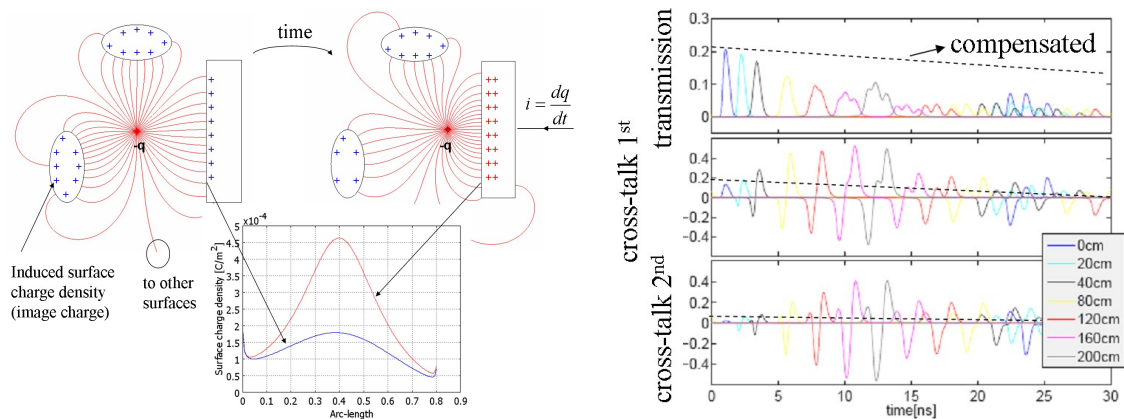 time
-q
-q
i = dq/dt
Induced surface
charge density
(image charge)
to other
surfaces
×10⁻⁴
Surface charge density [C/m²]
5
4.5
4
3.5
3
2.5
2
1.5
1
0.5
0 0.1 0.2 0.3 0.4 0.5 0.6 0.7 0.8 0.9
Arc-length
transmission
0.3
0.2
0.1
0
compensated
cross-talk 1st
0.4
0.2
0
-0.2
-0.4
cross-talk 2nd
0.4
0.2
0
-0.2
-0.4
0 5 10 15 20 25 30
time[ns]
0cm
20cm
40cm
80cm
120cm
160cm
200cm